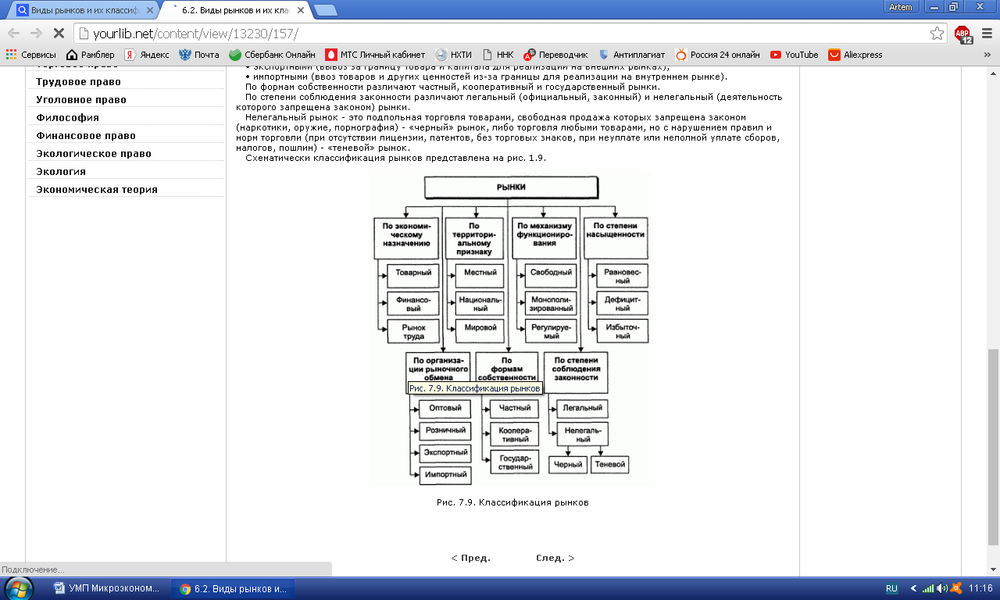 Виды рынков и их классиф
6.2. Виды рынков и их кла
Artem
yourlib.net/content/view/13230/157/
ABP
12
Сервисы
Рамблер
Яндекс
Почта
Сбербанк онлайн
МТС Личный кабинет
НХТИ
ННК
Переводчик
Антиплагиат
Россия 24 онлайн
YouTube
Aliexpress
»
Трудовое право
Уголовное право
Философия
Финансовое право
Экологическое право
Экология
Экономическая теория
• экспортными (вывоз за границу товара и капитала для реализации на внешних рынках);
• импортными (ввоз товаров и других ценностей из-за границы для реализации на внутреннем рынке).
По формам собственности различают частный, кооперативный и государственный рынки.
По степени соблюдения законности различают легальный (официальный, законный) и нелегальный (деятельность
которого запрещена законом) рынки.
Нелегальный рынок - это подпольная торговля товарами, свободная продажа которых запрещена законом
(наркотики, оружие, порнография) - «черный» рынок, либо торговля любыми товарами, но с нарушением правил и
норм торговли (при отсутствии лицензии, патентов, без торговых знаков, при неуплате или неполной уплате сборов,
налогов, пошлин) - «теневой» рынок.
Схематически классификация рынков представлена на рис. 1.9.
РЫНКИ
По экономи-
ческому
назначению
По
территори-
альному
признаку
По механизму
функциониро-
вания
По степени
насыщенности
Товарный
Финансо-
вый
Рынок
труда
Местный
Националь-
ный
Мировой
Свободный
Монополи-
зированный
Регулируе-
мый
Равновес-
ный
Дефицит-
ный
Избыточ-
ный
По организа-
ции рыночного
обмена
По
формам
собственности
По степени
соблюдения
законности
Рис. 7.9. Классификация рынков
Оптовый
Розничный
Экспортный
Импортный
Частный
Коопера-
тивный
Государ-
ственный
Легальный
Нелегаль-
ный
Черный
Теневой
Рис. 7.9. Классификация рынков
< Пред.
След. >
Подключение...
УМП Микроэконом...
6.2. Виды рынков и...
RU
11:16